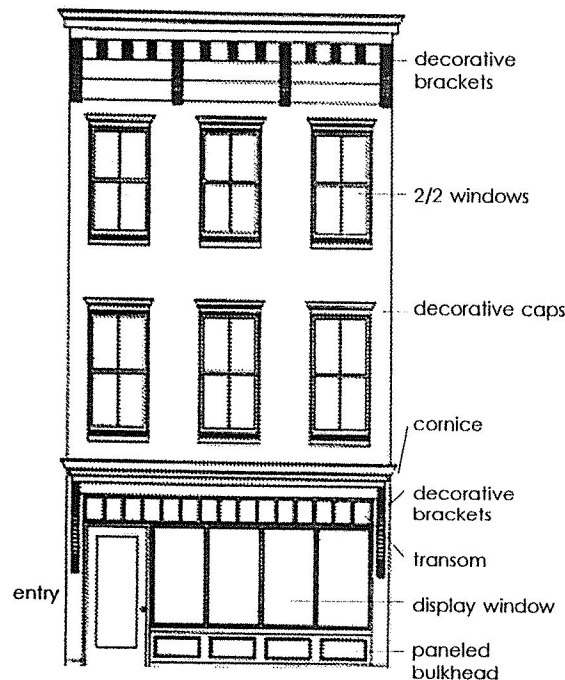 decorative
brackets
2/2 windows
decorative caps
cornice
decorative
brackets
transom
entry
display window
paneled
bulkhead